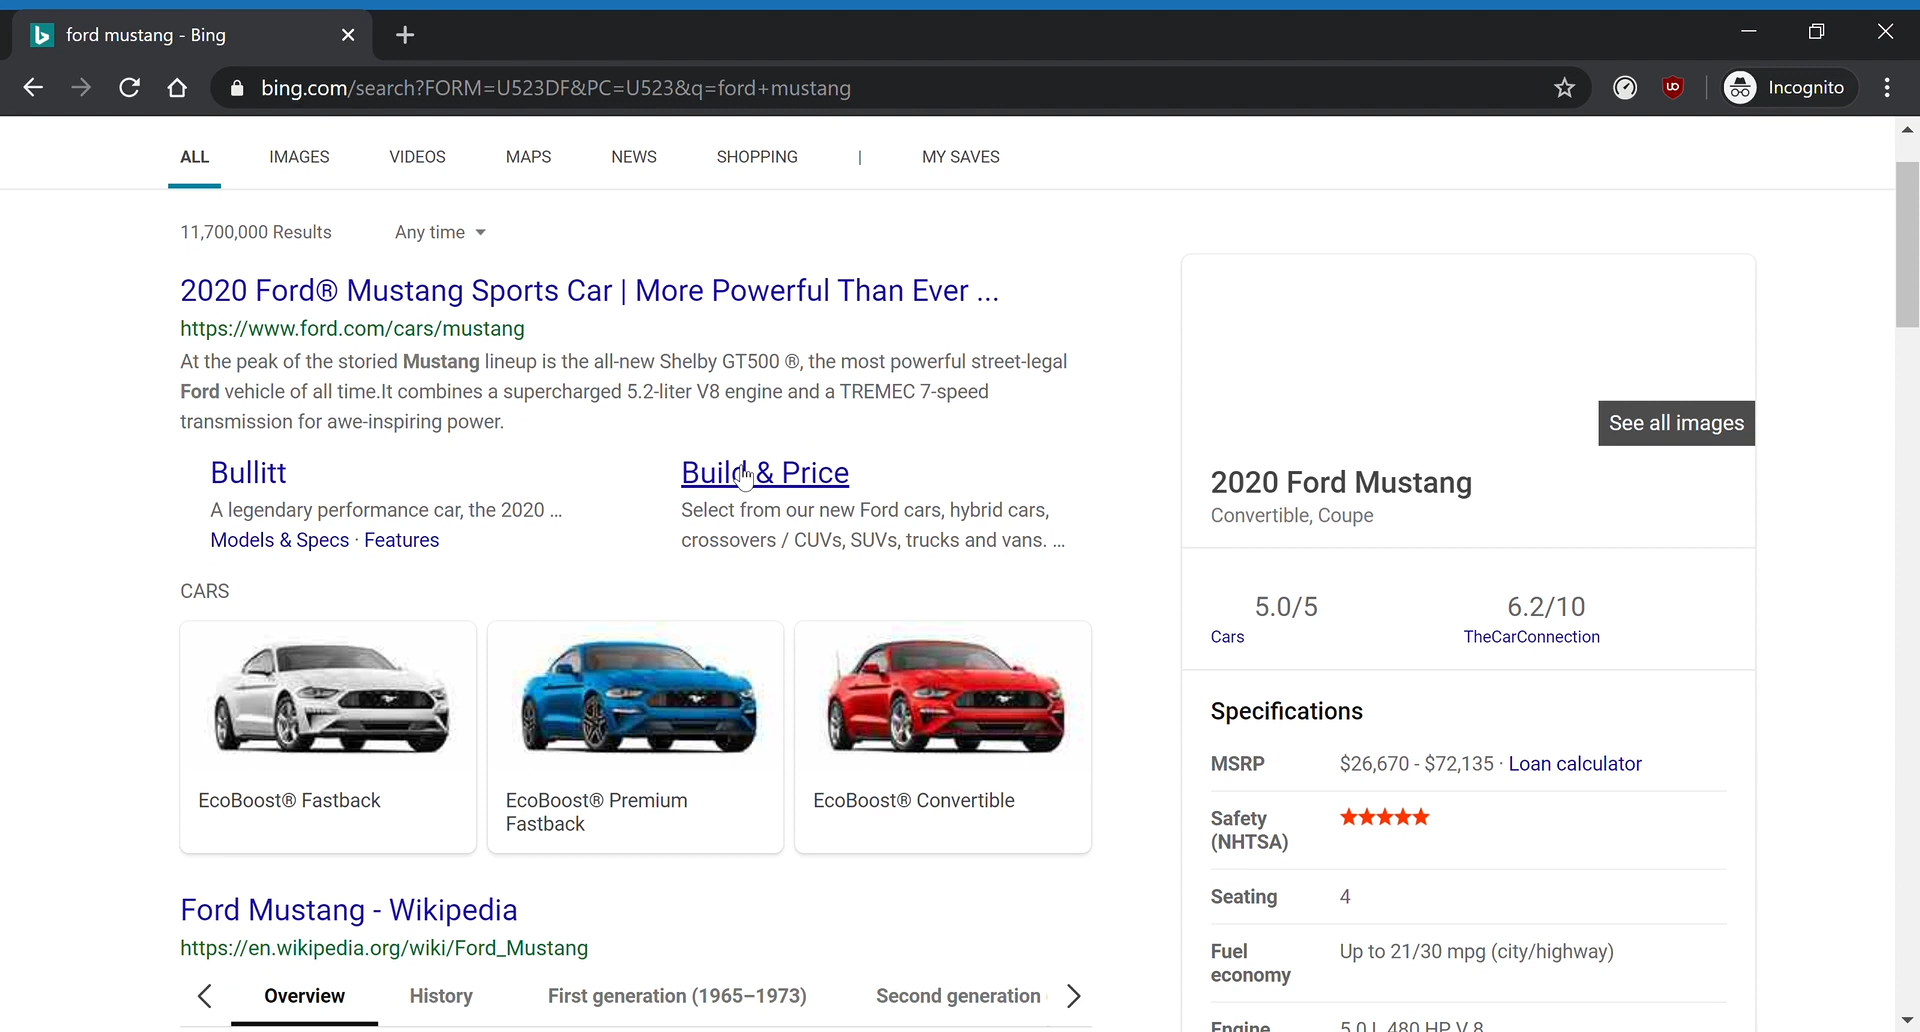 ford mustang - Bing
bing.com/search?FORM=U523DF&PC=U523&q=ford+mustang
Incognito
ALL IMAGES VIDEOS MAPS NEWS SHOPPING | MY SAVES
11,700,000 Results Any time
2020 Ford® Mustang Sports Car | More Powerful Than Ever ...
https://www.ford.com/cars/mustang
At the peak of the storied Mustang lineup is the all-new Shelby GT500 ®, the most powerful street-legal
Ford vehicle of all time.It combines a supercharged 5.2-liter V8 engine and a TREMEC 7-speed
transmission for awe-inspiring power.
Bullitt
A legendary performance car, the 2020 ...
Models & Specs · Features
Build & Price
Select from our new Ford cars, hybrid cars,
crossovers / CUVs, SUVs, trucks and vans. ...
CARS
EcoBoost® Fastback
EcoBoost® Premium
Fastback
EcoBoost® Convertible
Ford Mustang - Wikipedia
https://en.wikipedia.org/wiki/Ford_Mustang
Overview History First generation (1965–1973) Second generation
See all images
2020 Ford Mustang
Convertible, Coupe
5.0/5
Cars
6.2/10
TheCarConnection
Specifications
MSRP $26,670 - $72,135 · Loan calculator
Safety
(NHTSA)
Seating 4
Fuel
economy
Up to 21/30 mpg (city/highway)
Engine 5.0 L 480 HP V 8